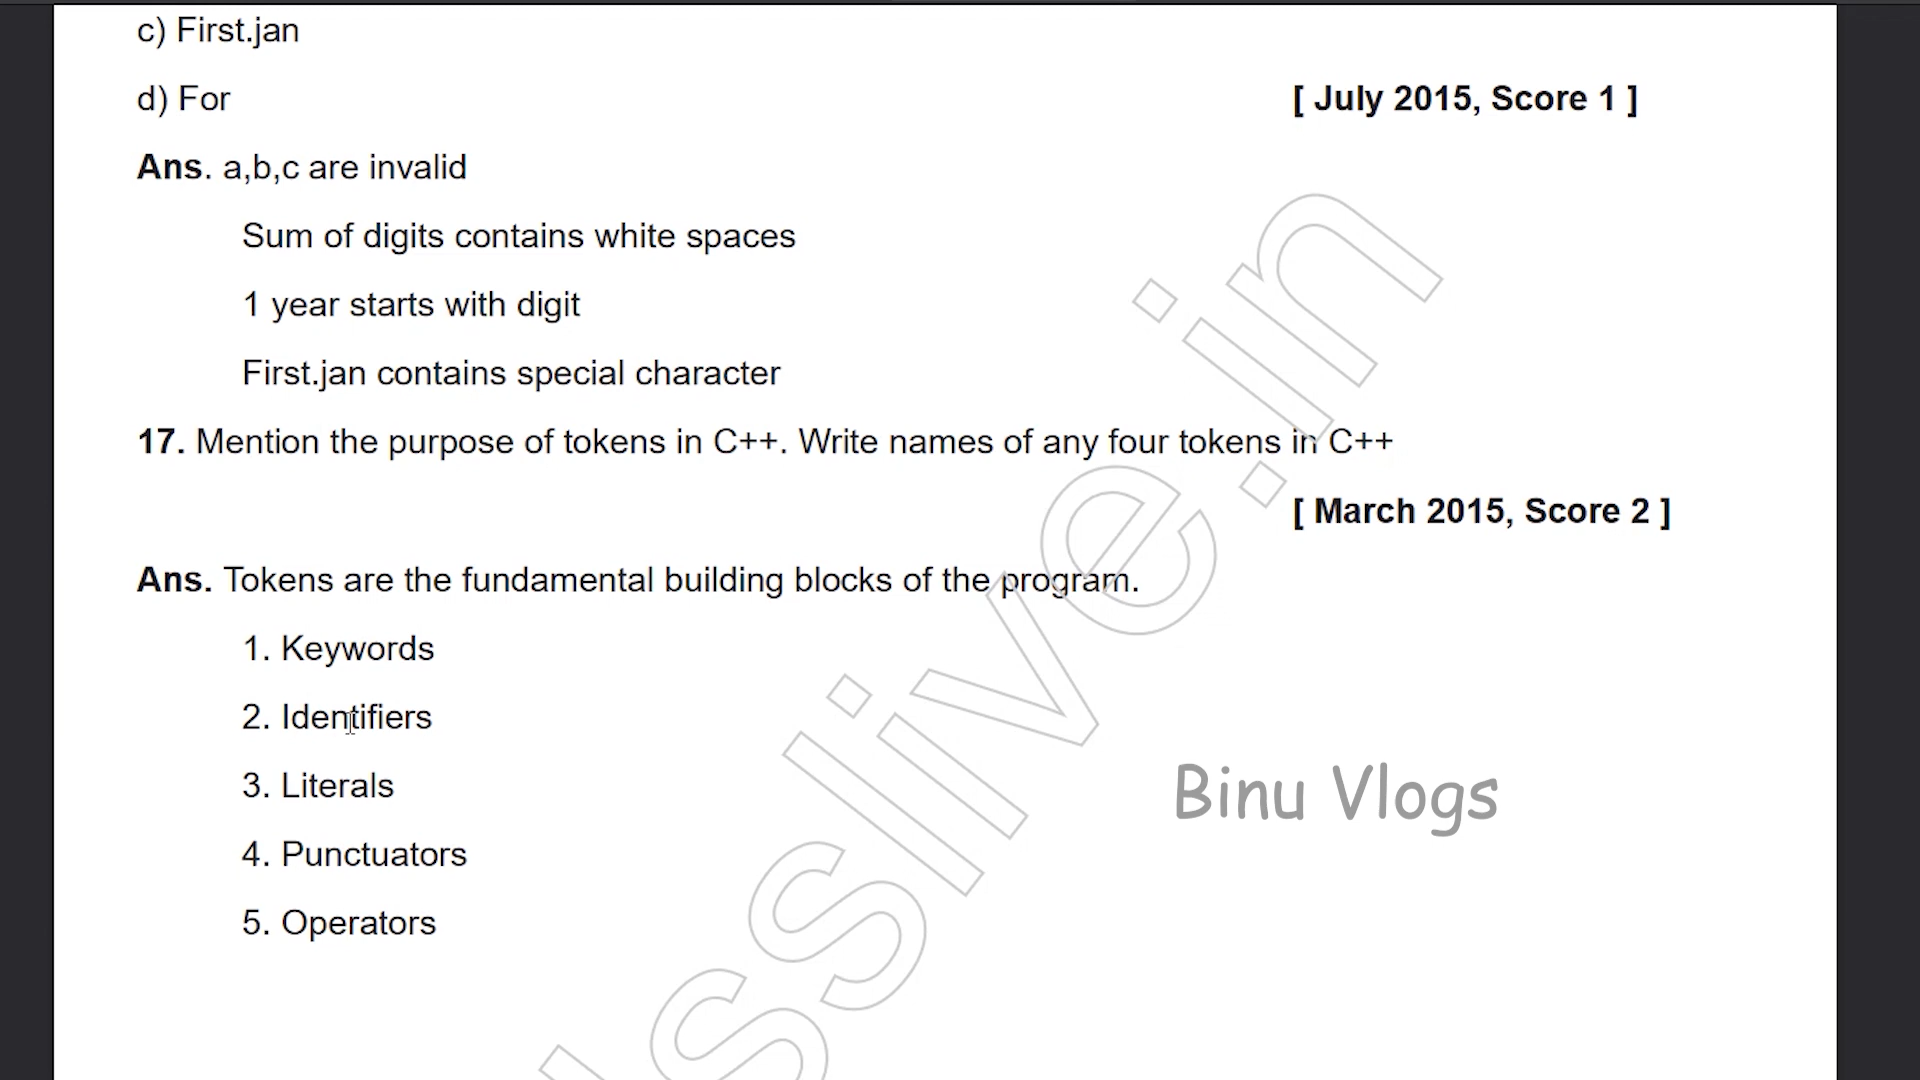 c) First.jan
d) For [ July 2015, Score 1 ]
Ans. a,b,c are invalid
Sum of digits contains white spaces
1 year starts with digit
First.jan contains special character
17. Mention the purpose of tokens in C++. Write names of any four tokens in C++
[ March 2015, Score 2 ]
Ans. Tokens are the fundamental building blocks of the program.
1. Keywords
2. Identifiers
3. Literals
4. Punctuators
5. Operators
Binu Vlogs
sslive.in